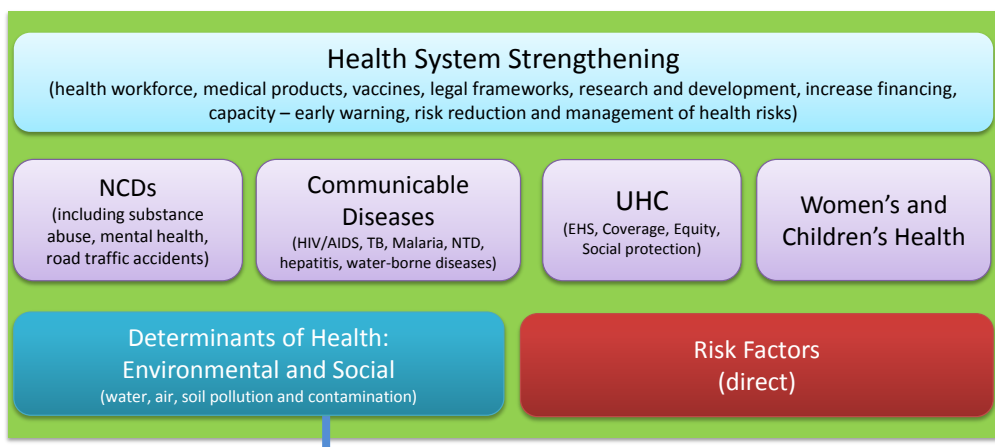 Health System Strengthening
(health workforce, medical products, vaccines, legal frameworks, research and development, increase financing,
capacity – early warning, risk reduction and management of health risks)
NCDs
(including substance
abuse, mental health,
road traffic accidents)
Communicable
Diseases
(HIV/AIDS, TB, Malaria, NTD,
hepatitis, water-borne diseases)
UHC
(EHS, Coverage, Equity,
Social protection)
Women’s and
Children’s Health
Determinants of Health:
Environmental and Social
(water, air, soil pollution and contamination)
Risk Factors
(direct)